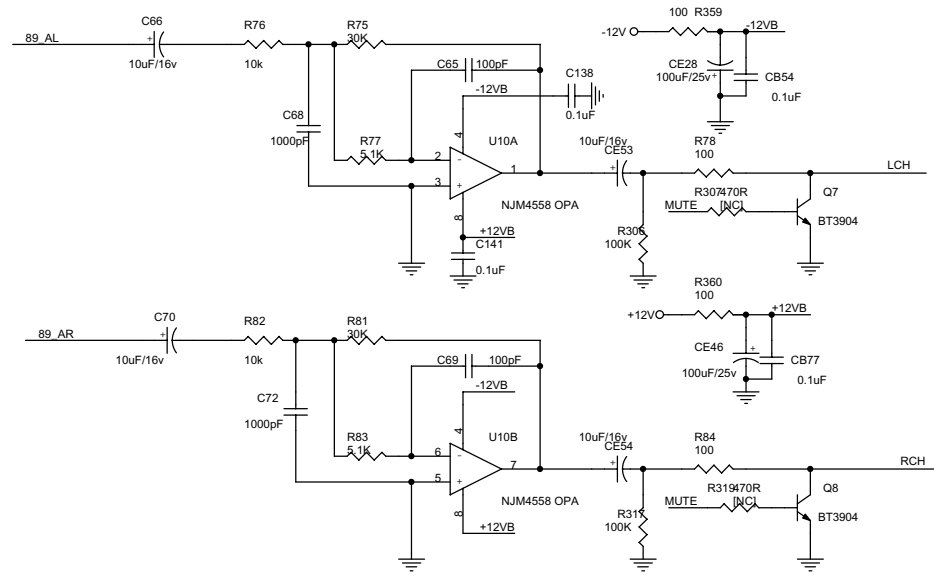 C66
89_AL
+
10uF/16v
R76
10k
R75
30K
C65
100pF
-12VB
C138
0.1uF
C68
1000pF
R77
5.1K
4
U10A
2
-
1
3
+
8
NJM4558 OPA
+12VB
C141
0.1uF
100 R359
-12V
-12VB
CE28
100uF/25v
+
CB54
0.1uF
10uF/16v
CE53
+
R78
100
LCH
R307
470R
MUTE
[NC]
Q7
BT3904
R306
100K
C70
89_AR
+
10uF/16v
R82
10k
R81
30K
C69
100pF
-12VB
C72
1000pF
R83
5.1K
4
U10B
6
-
7
5
+
8
NJM4558 OPA
+12VB
R360
100
+12V
+12VB
CE46
+
100uF/25v
CB77
0.1uF
10uF/16v
CE54
+
R84
100
RCH
R319
470R
MUTE
[NC]
Q8
BT3904
R317
100K